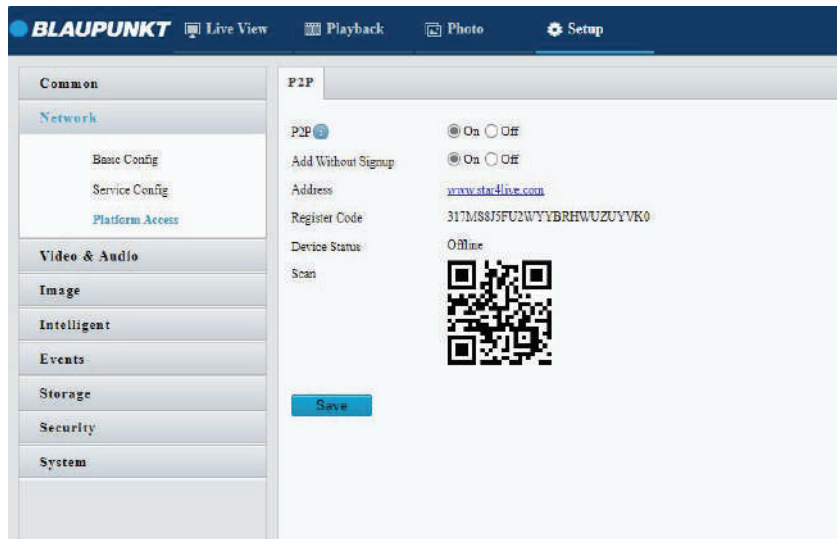 BLAUPUNKT Live View Playback Photo Setup
Common
Network
Basic Config
Service Config
Platform Access
Video & Audio
Image
Intelligent
Events
Storage
Security
System
P2P
P2P On Off
Add Without Signup On Off
Address www.star4live.com
Register Code 317MS8J5FU2WYYBRHWUZUYVK0
Device Status Offline
Scan
Save